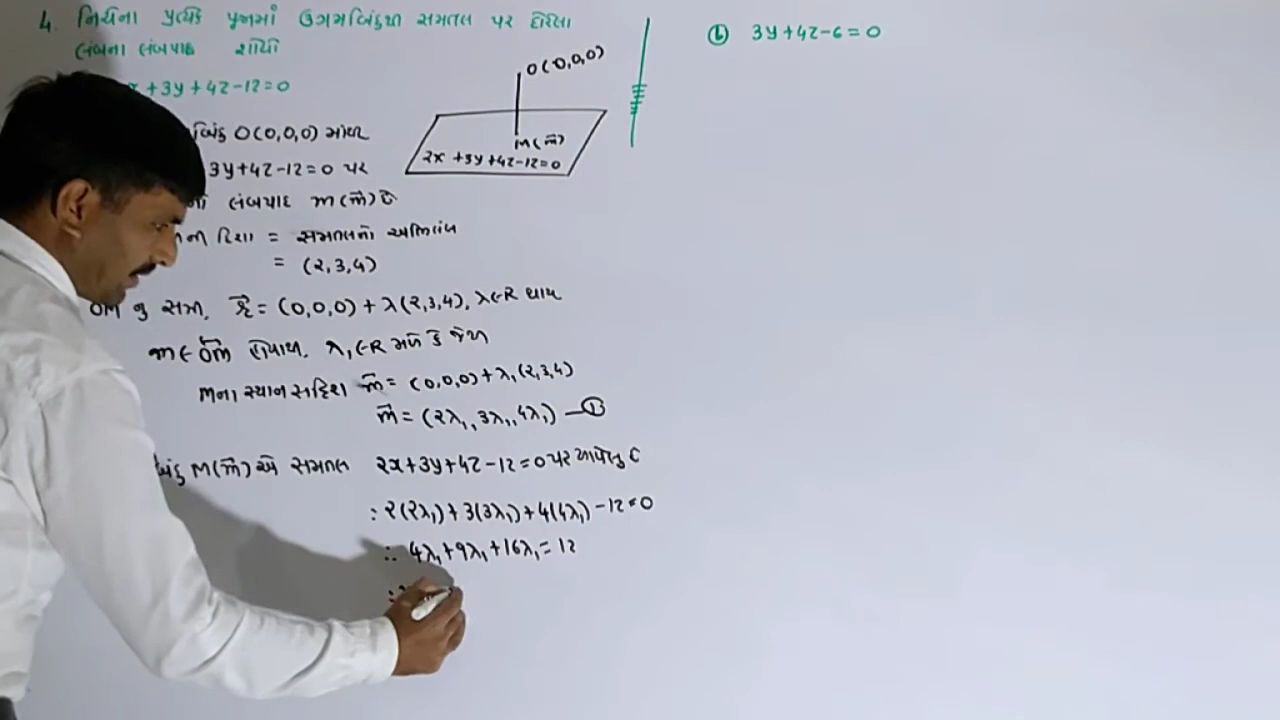 4. નિચેના પ્રત્યેક પ્રશ્નમાં ઉગમબિંદુથી સમતલ પર દોરેલા
લંબના લંબપાદ શોધો
x + 3y + 4z - 12 = 0
O(0,0,0)
M(m⃗)
2x + 3y + 4z - 12 = 0
બિંદુ O(0,0,0) માંથી
3y + 4z - 12 = 0 પર
લંબપાદ M(m⃗) છે
દિશા = સમતલનો અભિલંબ
= (2,3,4)
OM નુ સમી. r⃗ = (0,0,0) + λ(2,3,4), λ∈R થાય
M ∈ OM હોવાથી, λ₁∈R મળે કે જેથી
Mના સ્થાન સદિશ m⃗ = (0,0,0) + λ₁(2,3,4)
m⃗ = (2λ₁, 3λ₁, 4λ₁) — ①
M(m⃗) એ સમતલ 2x + 3y + 4z - 12 = 0 પર આવેલુ છે
∴ 2(2λ₁) + 3(3λ₁) + 4(4λ₁) - 12 = 0
∴ 4λ₁ + 9λ₁ + 16λ₁ = 12
∴
(b) 3y + 4z - 6 = 0